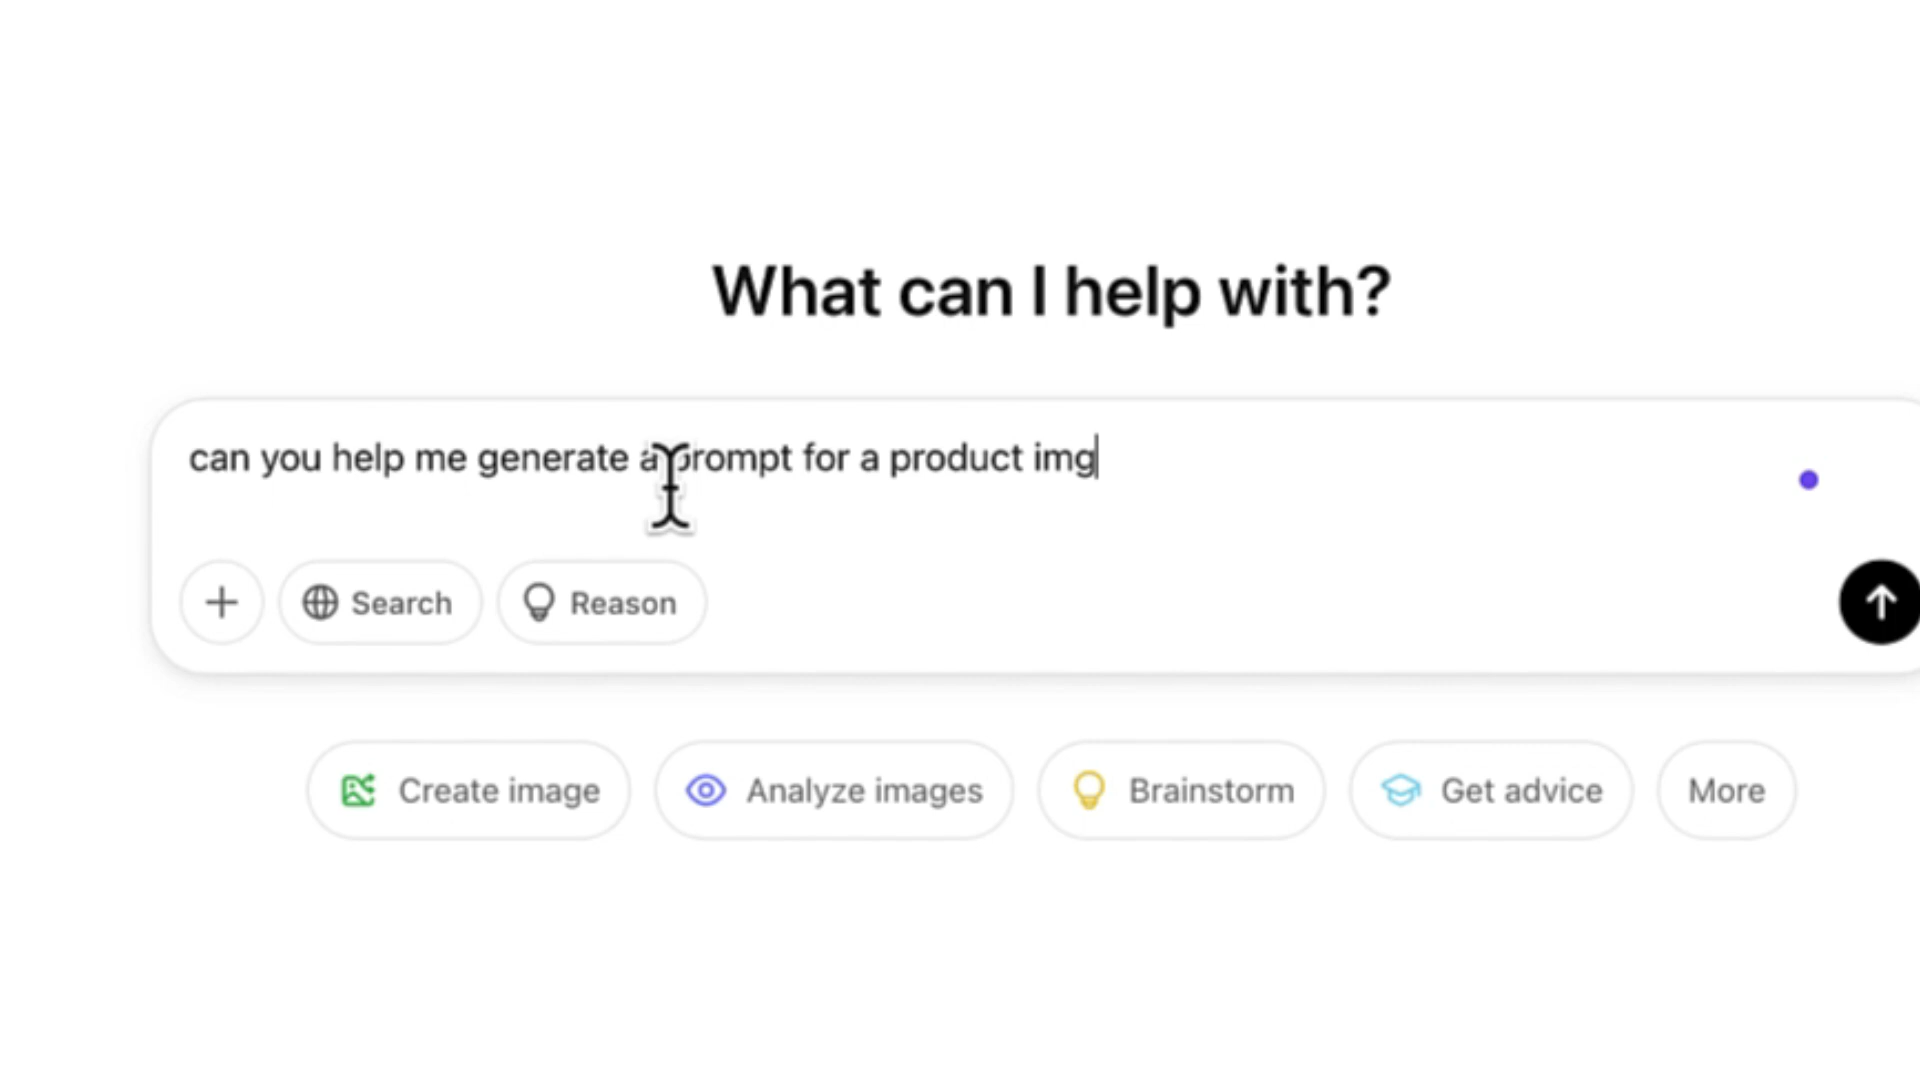 What can I help with?
can you help me generate a prompt for a product img
Search
Reason
Create image
Analyze images
Brainstorm
Get advice
More